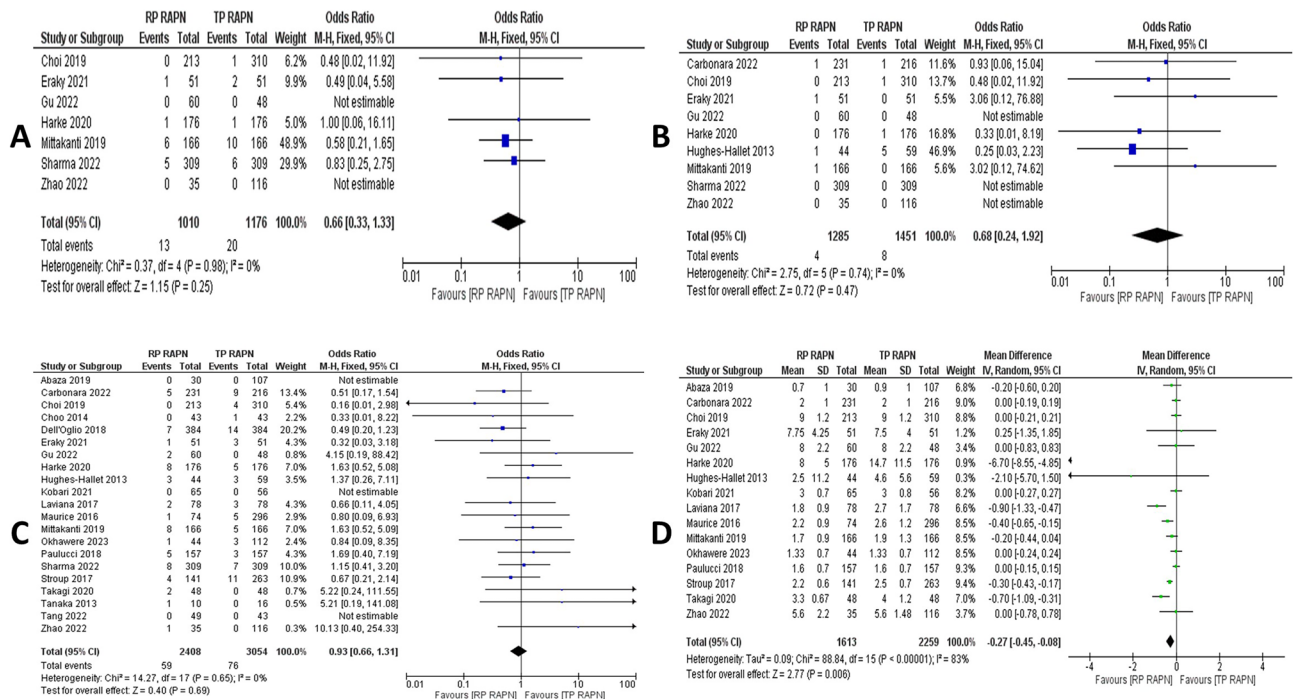 A
RP RAPN TP RAPN Odds Ratio Odds Ratio
Study or Subgroup Events Total Events Total Weight M-H, Fixed, 95% CI M-H, Fixed, 95% CI
Choi 2019 0 213 1 310 6.2% 0.48 [0.02, 11.92]
Eraky 2021 1 51 2 51 9.9% 0.49 [0.04, 5.58]
Gu 2022 0 60 0 48 Not estimable
Harke 2020 1 176 1 176 5.0% 1.00 [0.06, 16.11]
Mittakanti 2019 6 166 10 166 48.9% 0.58 [0.21, 1.65]
Sharma 2022 5 309 6 309 29.9% 0.83 [0.25, 2.75]
Zhao 2022 0 35 0 116 Not estimable
Total (95% CI) 1010 1176 100.0% 0.66 [0.33, 1.33]
Total events 13 20
Heterogeneity: Chi² = 0.37, df = 4 (P = 0.98); I² = 0%
Test for overall effect: Z = 1.15 (P = 0.25)
0.01 0.1 1 10 100
Favours [RP RAPN] Favours [TP RAPN]
B
RP RAPN TP RAPN Odds Ratio Odds Ratio
Study or Subgroup Events Total Events Total Weight M-H, Fixed, 95% CI M-H, Fixed, 95% CI
Carbonara 2022 1 231 1 216 11.6% 0.93 [0.06, 15.04]
Choi 2019 0 213 1 310 13.7% 0.48 [0.02, 11.92]
Eraky 2021 1 51 0 51 5.5% 3.06 [0.12, 76.88]
Gu 2022 0 60 0 48 Not estimable
Harke 2020 0 176 1 176 16.8% 0.33 [0.01, 8.19]
Hughes-Hallet 2013 1 44 5 59 46.9% 0.25 [0.03, 2.23]
Mittakanti 2019 1 166 0 166 5.6% 3.02 [0.12, 74.62]
Sharma 2022 0 309 0 309 Not estimable
Zhao 2022 0 35 0 116 Not estimable
Total (95% CI) 1285 1451 100.0% 0.68 [0.24, 1.92]
Total events 4 8
Heterogeneity: Chi² = 2.75, df = 5 (P = 0.74); I² = 0%
Test for overall effect: Z = 0.72 (P = 0.47)
0.01 0.1 1 10 100
Favours [RP RAPN] Favours [TP RAPN]
C
RP RAPN TP RAPN Odds Ratio Odds Ratio
Study or Subgroup Events Total Events Total Weight M-H, Fixed, 95% CI M-H, Fixed, 95% CI
Abaza 2019 0 30 0 107 Not estimable
Carbonara 2022 5 231 9 216 13.4% 0.51 [0.17, 1.54]
Choi 2019 0 213 4 310 5.4% 0.16 [0.01, 2.98]
Choo 2014 0 43 1 43 2.2% 0.33 [0.01, 8.22]
Dell'Oglio 2018 7 384 14 384 20.2% 0.49 [0.20, 1.23]
Eraky 2021 1 51 3 51 4.3% 0.32 [0.03, 3.18]
Gu 2022 2 60 0 48 0.8% 4.15 [0.19, 88.42]
Harke 2020 8 176 5 176 7.0% 1.63 [0.52, 5.08]
Hughes-Hallet 2013 3 44 3 59 3.5% 1.37 [0.26, 7.11]
Kobari 2021 0 65 0 56 Not estimable
Laviana 2017 2 78 3 78 4.3% 0.66 [0.11, 4.05]
Maurice 2016 1 74 5 296 2.9% 0.80 [0.09, 6.93]
Mittakanti 2019 8 166 5 166 7.0% 1.63 [0.52, 5.09]
Okhawere 2023 1 44 3 112 2.4% 0.84 [0.09, 8.35]
Paulucci 2018 5 157 3 157 4.3% 1.69 [0.40, 7.19]
Sharma 2022 8 309 7 309 10.0% 1.15 [0.41, 3.20]
Stroup 2017 4 141 11 263 10.9% 0.67 [0.21, 2.14]
Takagi 2020 2 48 0 48 0.7% 5.22 [0.24, 111.55]
Tanaka 2013 1 10 0 16 0.5% 5.21 [0.19, 141.08]
Tang 2022 0 49 0 43 Not estimable
Zhao 2022 1 35 0 116 0.3% 10.13 [0.40, 254.33]
Total (95% CI) 2408 3054 100.0% 0.93 [0.66, 1.31]
Total events 59 76
Heterogeneity: Chi² = 14.27, df = 17 (P = 0.65); I² = 0%
Test for overall effect: Z = 0.40 (P = 0.69)
0.01 0.1 1 10 100
Favours [RP RAPN] Favours [TP RAPN]
D
RP RAPN TP RAPN Mean Difference Mean Difference
Study or Subgroup Mean SD Total Mean SD Total Weight IV, Random, 95% CI IV, Random, 95% CI
Abaza 2019 0.7 1 30 0.9 1 107 6.8% -0.20 [-0.60, 0.20]
Carbonara 2022 2 1 231 2 1 216 9.1% 0.00 [-0.19, 0.19]
Choi 2019 9 1.2 213 9 1.2 310 8.9% 0.00 [-0.21, 0.21]
Eraky 2021 7.75 4.25 51 7.5 4 51 1.2% 0.25 [-1.35, 1.85]
Gu 2022 8 2.2 60 8 2.2 48 3.2% 0.00 [-0.83, 0.83]
Harke 2020 8 5 176 14.7 11.5 176 0.9% -6.70 [-8.55, -4.85]
Hughes-Hallet 2013 2.5 11.2 44 4.6 5.6 59 0.3% -2.10 [-5.70, 1.50]
Kobari 2021 3 0.7 65 3 0.8 56 8.3% 0.00 [-0.27, 0.27]
Laviana 2017 1.8 0.9 78 2.7 1.7 78 6.5% -0.90 [-1.33, -0.47]
Maurice 2016 2.2 0.9 74 2.6 1.2 296 8.5% -0.40 [-0.65, -0.15]
Mittakanti 2019 1.7 0.9 166 1.9 1.3 166 8.6% -0.20 [-0.44, 0.04]
Okhawere 2023 1.33 0.7 44 1.33 0.7 112 8.6% 0.00 [-0.24, 0.24]
Paulucci 2018 1.6 0.7 157 1.6 0.7 157 9.4% 0.00 [-0.15, 0.15]
Stroup 2017 2.2 0.6 141 2.5 0.7 263 9.5% -0.30 [-0.43, -0.17]
Takagi 2020 3.3 0.67 48 4 1.2 48 6.9% -0.70 [-1.09, -0.31]
Zhao 2022 5.6 2.2 35 5.6 1.48 116 3.5% 0.00 [-0.78, 0.78]
Total (95% CI) 1613 2259 100.0% -0.27 [-0.45, -0.08]
Heterogeneity: Tau² = 0.09; Chi² = 88.84, df = 15 (P < 0.00001); I² = 83%
Test for overall effect: Z = 2.77 (P = 0.006)
-4 -2 0 2 4
Favours [RP RAPN] Favours [TP RAPN]